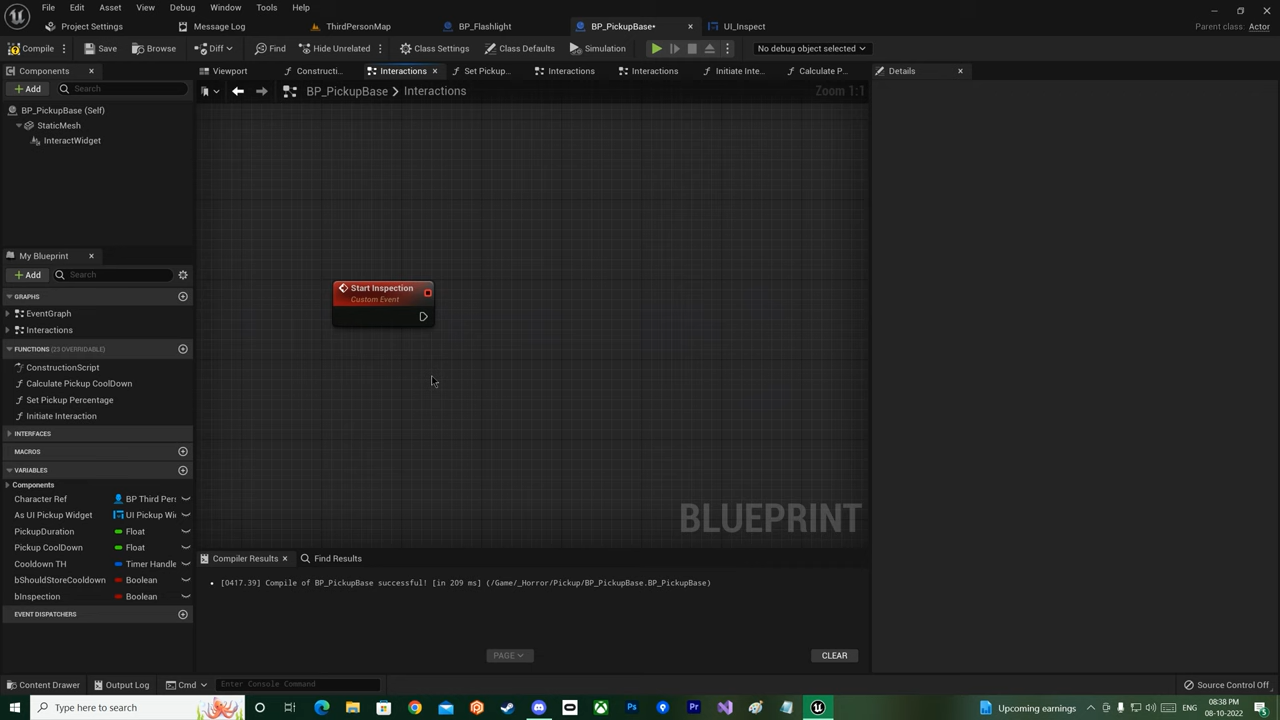 File Edit Asset View Debug Window Tools Help
Project Settings Message Log ThirdPersonMap BP_Flashlight BP_PickupBase• UI_Inspect Parent class: Actor
Compile Save Browse Diff Find Hide Unrelated Class Settings Class Defaults Simulation No debug object selected
Components Viewport Constructi... Interactions Set Pickup... Interactions Interactions Initiate Inte... Calculate P... Details
+ Add Search BP_PickupBase > Interactions Zoom 1:1
BP_PickupBase (Self)
StaticMesh
InteractWidget
My Blueprint
+ Add Search
Start Inspection
Custom Event
GRAPHS
EventGraph
Interactions
FUNCTIONS (23 OVERRIDABLE)
ConstructionScript
Calculate Pickup CoolDown
Set Pickup Percentage
Initiate Interaction
INTERFACES
MACROS
VARIABLES
Components
Character Ref BP Third Per
As UI Pickup Widget UI Pickup Wi
PickupDuration Float
Pickup CoolDown Float
Cooldown TH Timer Handle
bShouldStoreCooldown Boolean
bInspection Boolean
EVENT DISPATCHERS
BLUEPRINT
Compiler Results Find Results
[0417.39] Compile of BP_PickupBase successful! [in 209 ms] (/Game/_Horror/Pickup/BP_PickupBase.BP_PickupBase)
PAGE CLEAR
Content Drawer Output Log Cmd Enter Console Command Source Control Off
Type here to search Ps Pr Upcoming earnings ENG 08:38 PM
08-10-2022